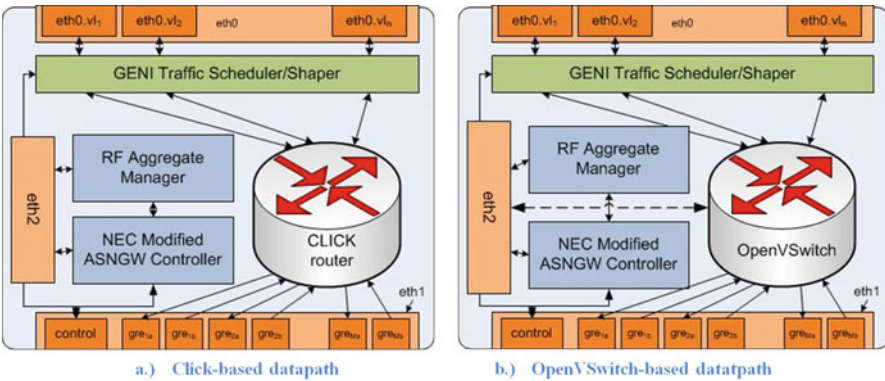 eth0.vl1 eth0.vl2 eth0 eth0.vln
GENI Traffic Scheduler/Shaper
eth2
RF Aggregate
Manager
NEC Modified
ASNGW Controller
CLICK
router
eth1
control gre1a gre1b gre2a gre2b greMa greMb
a.) Click-based datapath
eth0.vl1 eth0.vl2 eth0 eth0.vln
GENI Traffic Scheduler/Shaper
eth2
RF Aggregate
Manager
NEC Modified
ASNGW Controller
OpenVSwitch
eth1
control gre1a gre1b gre2a gre2b greMa greMb
b.) OpenVSwitch-based datatpath